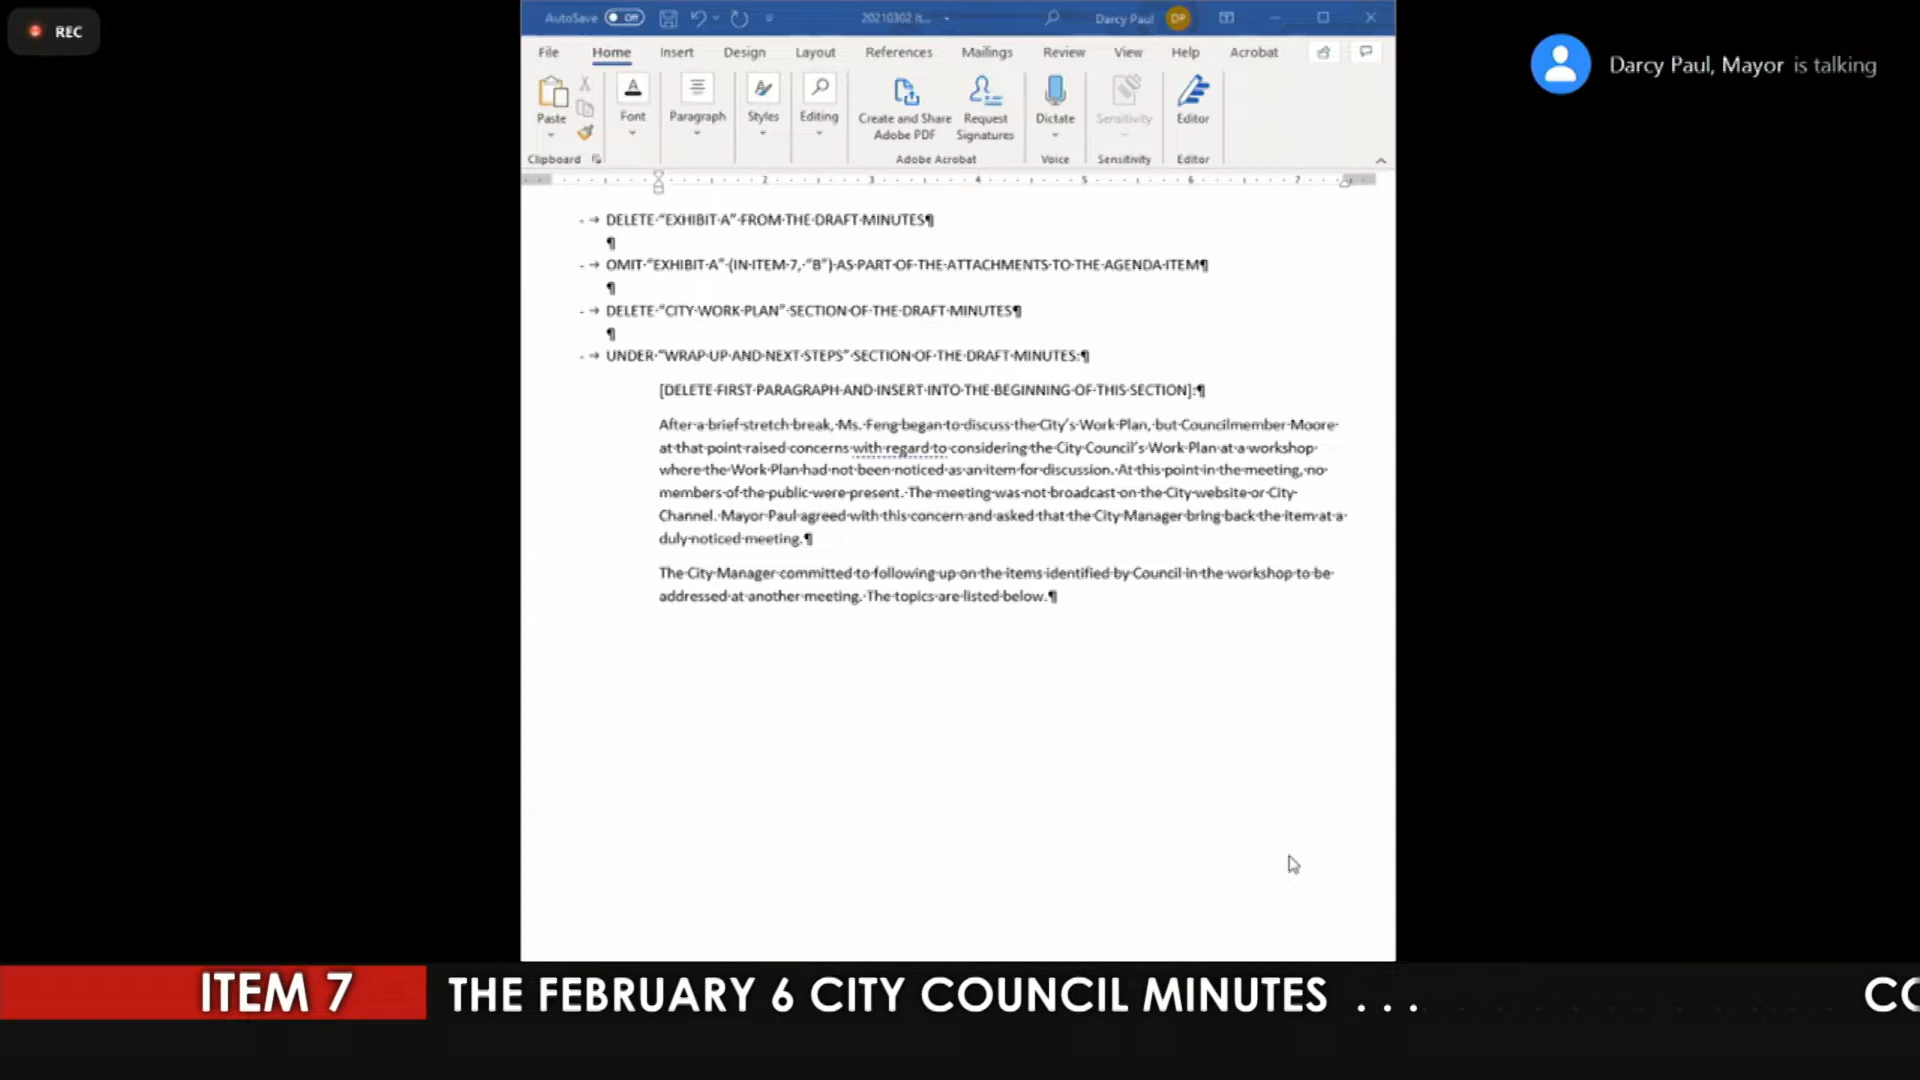 REC
AutoSave Off 20210302 It... Darcy Paul DP
Darcy Paul, Mayor is talking
File Home Insert Design Layout References Mailings Review View Help Acrobat
Paste Font Paragraph Styles Editing Create and Share Adobe PDF Request Signatures Dictate Sensitivity Editor
Clipboard Adobe Acrobat Voice Sensitivity Editor
2 3 4 5 6 7
- → DELETE·“EXHIBIT·A”·FROM·THE·DRAFT·MINUTES¶
¶
- → OMIT·“EXHIBIT·A”·(IN·ITEM·7,·“B”)·AS·PART·OF·THE·ATTACHMENTS·TO·THE·AGENDA·ITEM¶
¶
- → DELETE·“CITY·WORK·PLAN”·SECTION·OF·THE·DRAFT·MINUTES¶
¶
- → UNDER·“WRAP·UP·AND·NEXT·STEPS”·SECTION·OF·THE·DRAFT·MINUTES:¶
[DELETE·FIRST·PARAGRAPH·AND·INSERT·INTO·THE·BEGINNING·OF·THIS·SECTION]:¶
After·a·brief·stretch·break,·Ms.·Feng·began·to·discuss·the·City’s·Work·Plan,·but·Councilmember·Moore·
at·that·point·raised·concerns·with·regard·to·considering·the·City·Council’s·Work·Plan·at·a·workshop·
where·the·Work·Plan·had·not·been·noticed·as·an·item·for·discussion.·At·this·point·in·the·meeting,·no·
members·of·the·public·were·present.·The·meeting·was·not·broadcast·on·the·City·website·or·City·
Channel.·Mayor·Paul·agreed·with·this·concern·and·asked·that·the·City·Manager·bring·back·the·item·at·a·
duly·noticed·meeting.¶
The·City·Manager·committed·to·following·up·on·the·items·identified·by·Council·in·the·workshop·to·be·
addressed·at·another·meeting.·The·topics·are·listed·below.¶
ITEM 7 THE FEBRUARY 6 CITY COUNCIL MINUTES . . .